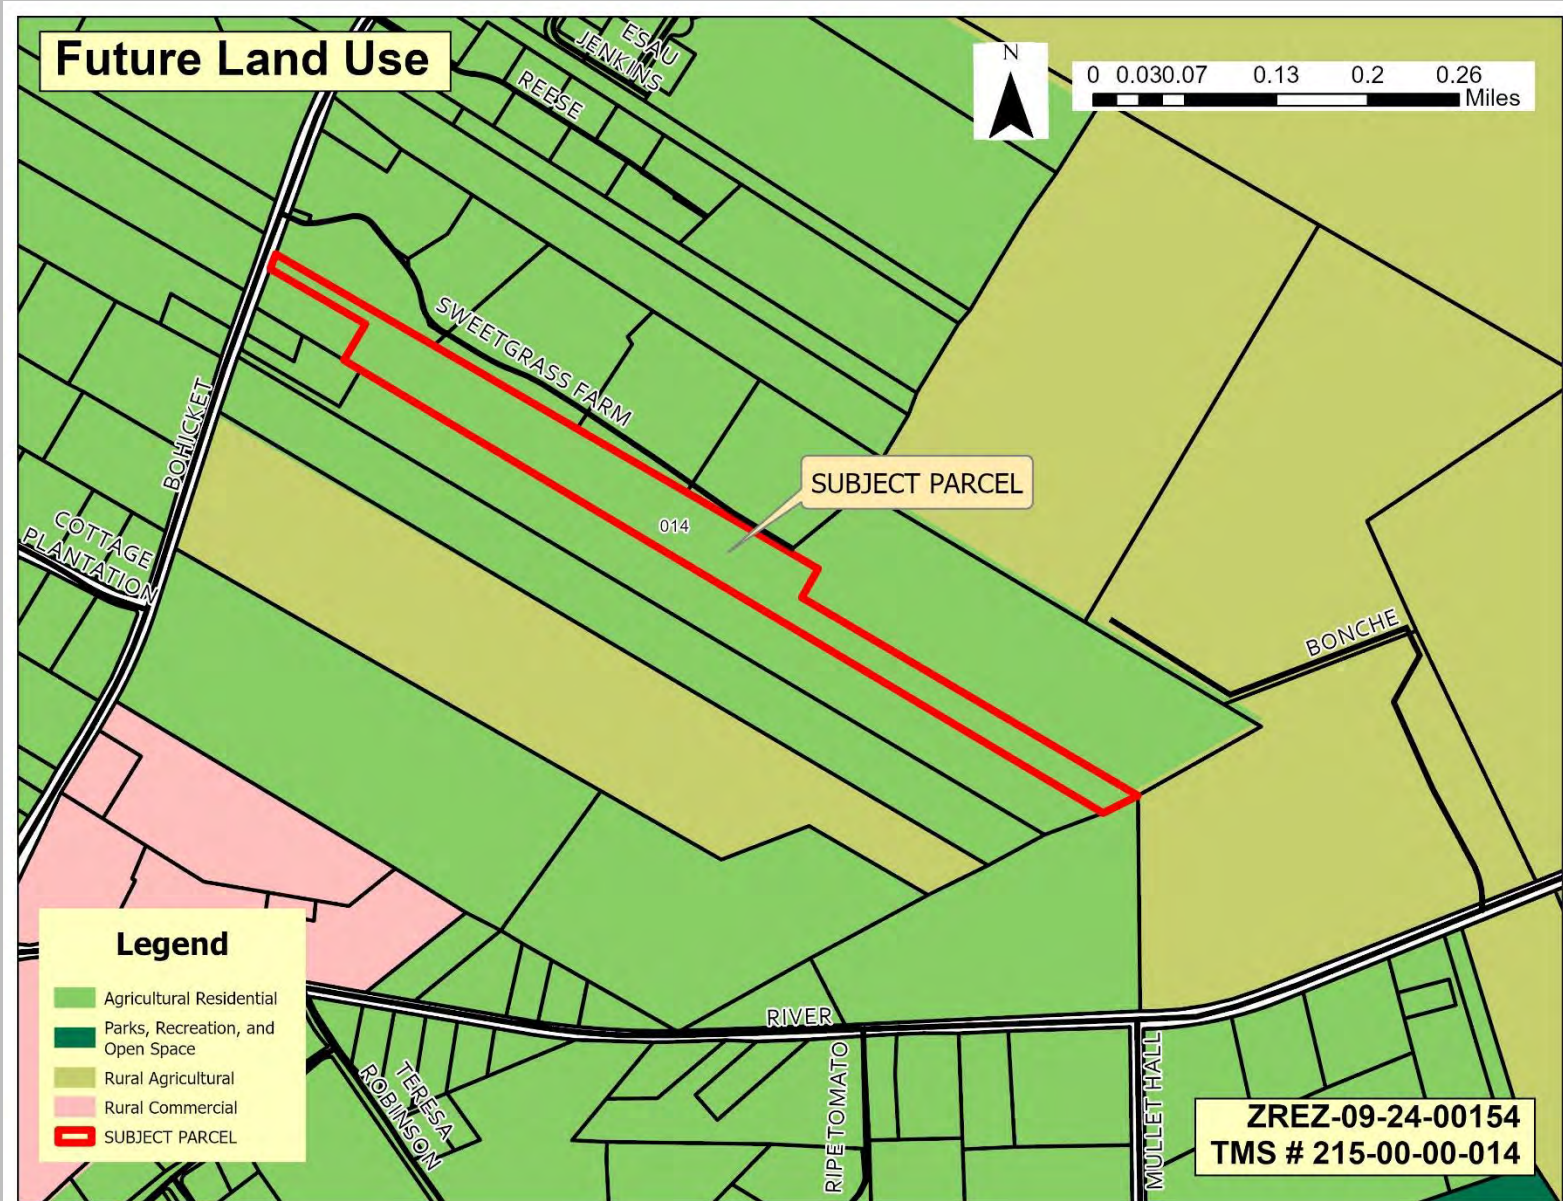 Future Land Use
ESAU
JENKINS
REESE
N
0 0.030.07 0.13 0.2 0.26
Miles
SWEETGRASS FARM
BOHICKET
SUBJECT PARCEL
014
COTTAGE
PLANTATION
BONCHE
Legend
Agricultural Residential
Parks, Recreation, and
Open Space
Rural Agricultural
Rural Commercial
SUBJECT PARCEL
RIVER
TERESA
ROBINSON
RIPE TOMATO
MULLET HALL
ZREZ-09-24-00154
TMS # 215-00-00-014